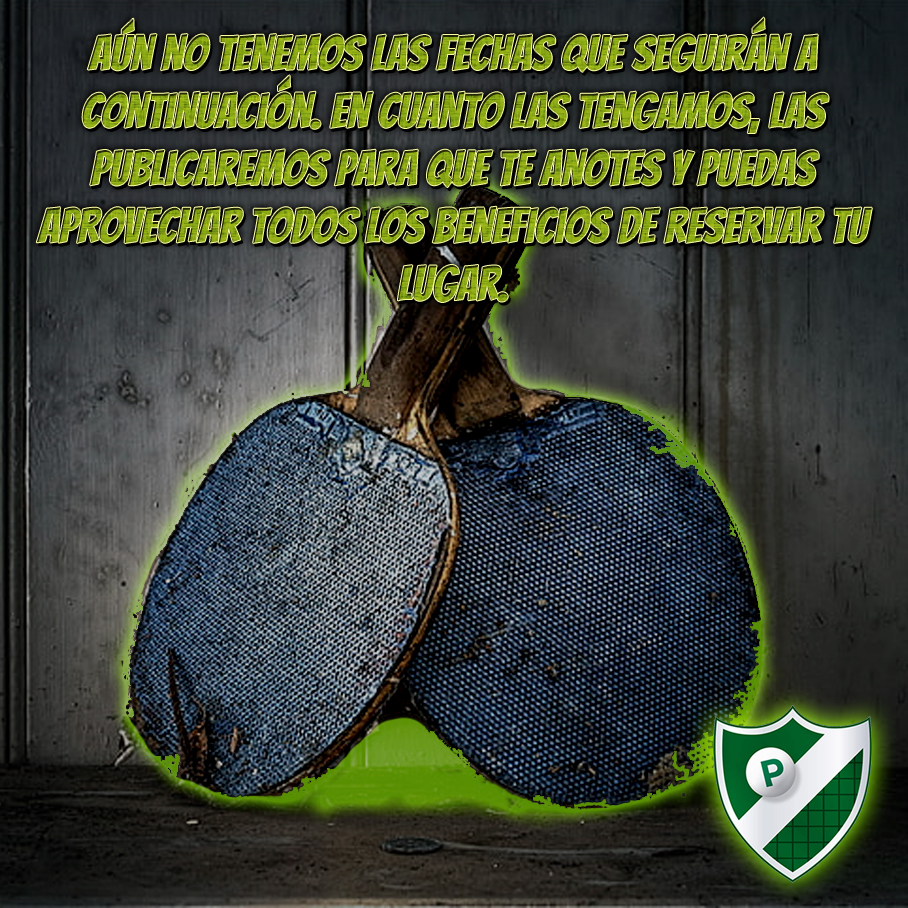 AÚN NO TENEMOS LAS FECHAS QUE SEGUIRÁN A
CONTINUACIÓN. EN CUANTO LAS TENGAMOS, LAS
PUBLICAREMOS PARA QUE TE ANOTES Y PUEDAS
APROVECHAR TODOS LOS BENEFICIOS DE RESERVAR TU
LUGAR.
P